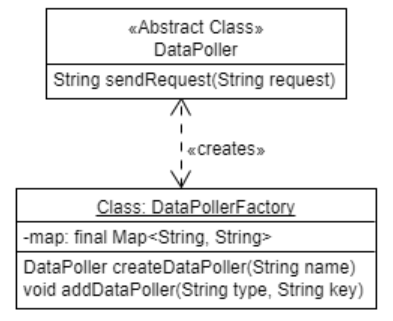 «Abstract Class»
DataPoller
String sendRequest(String request)
«creates»
Class: DataPollerFactory
-map: final Map<String, String>
DataPoller createDataPoller(String name)
void addDataPoller(String type, String key)